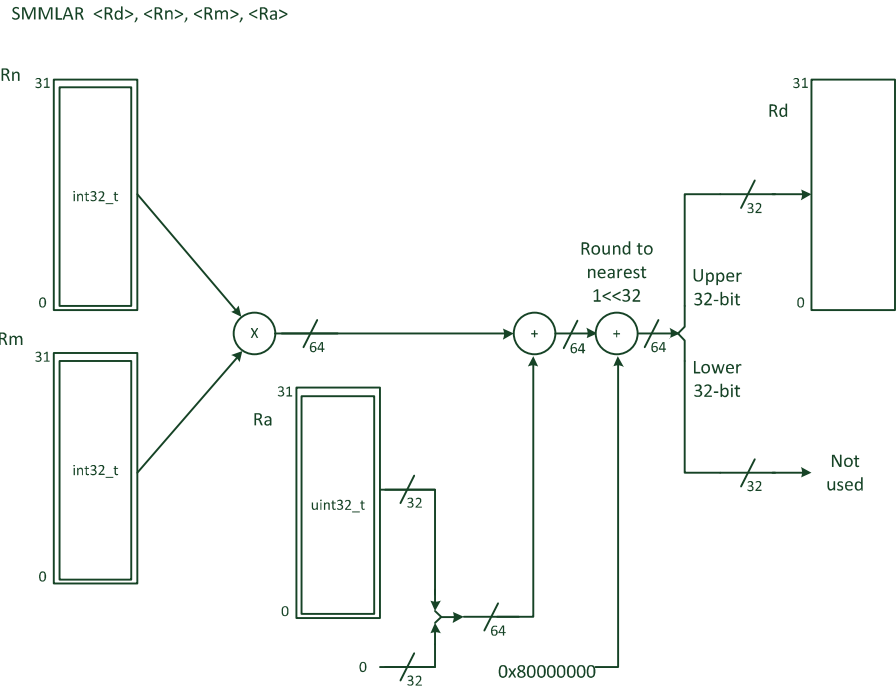 SMMLAR <Rd>, <Rn>, <Rm>, <Ra>
Rn
31
int32_t
0
Rm
31
int32_t
0
X
64
31
Ra
uint32_t
0
32
0
32
64
+
64
Round to
nearest
1<<32
+
64
0x80000000
Upper
32-bit
Lower
32-bit
32
31
Rd
0
32
Not
used